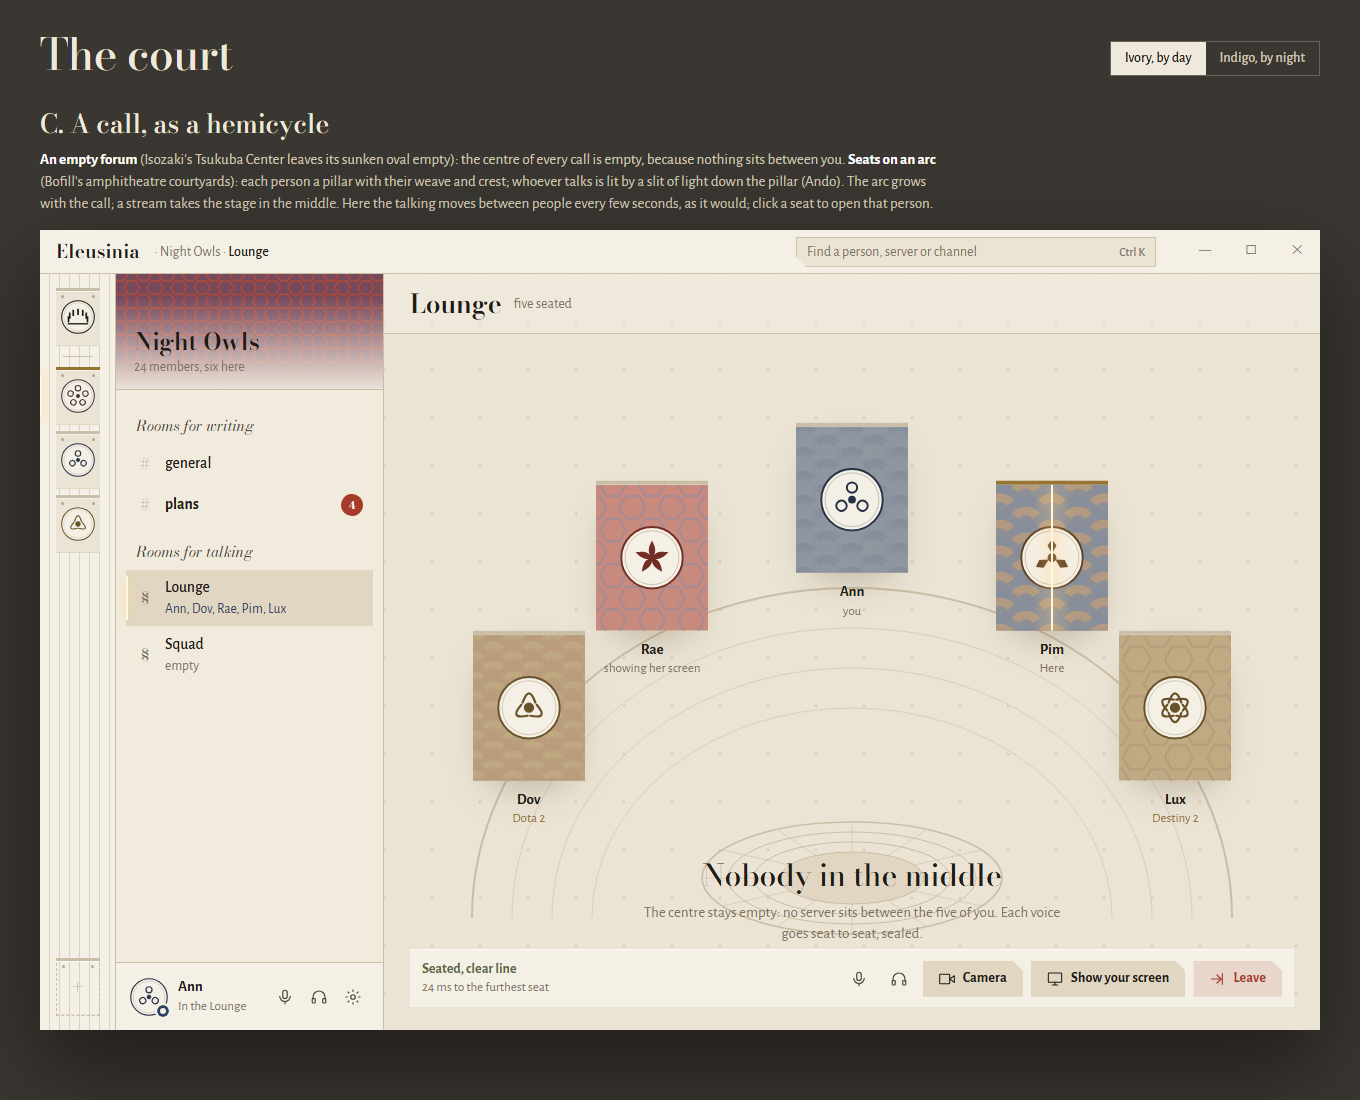 The court
Ivory, by day
Indigo, by night
C. A call, as a hemicycle
An empty forum (Isozaki's Tsukuba Center leaves its sunken oval empty): the centre of every call is empty, because nothing sits between you. Seats on an arc
(Bofill's amphitheatre courtyards): each person a pillar with their weave and crest; whoever talks is lit by a slit of light down the pillar (Ando). The arc grows
with the call; a stream takes the stage in the middle. Here the talking moves between people every few seconds, as it would; click a seat to open that person.
Eleusinia
· Night Owls · Lounge
Find a person, server or channel
Ctrl K
Night Owls
24 members, six here
Rooms for writing
# general
# plans
4
Rooms for talking
§ Lounge
Ann, Dov, Rae, Pim, Lux
§ Squad
empty
+
Ann
In the Lounge
Lounge
five seated
Ann
you
Rae
showing her screen
Pim
Here
Dov
Dota 2
Lux
Destiny 2
Nobody in the middle
The centre stays empty: no server sits between the five of you. Each voice
goes seat to seat, sealed.
Seated, clear line
24 ms to the furthest seat
Camera
Show your screen
Leave